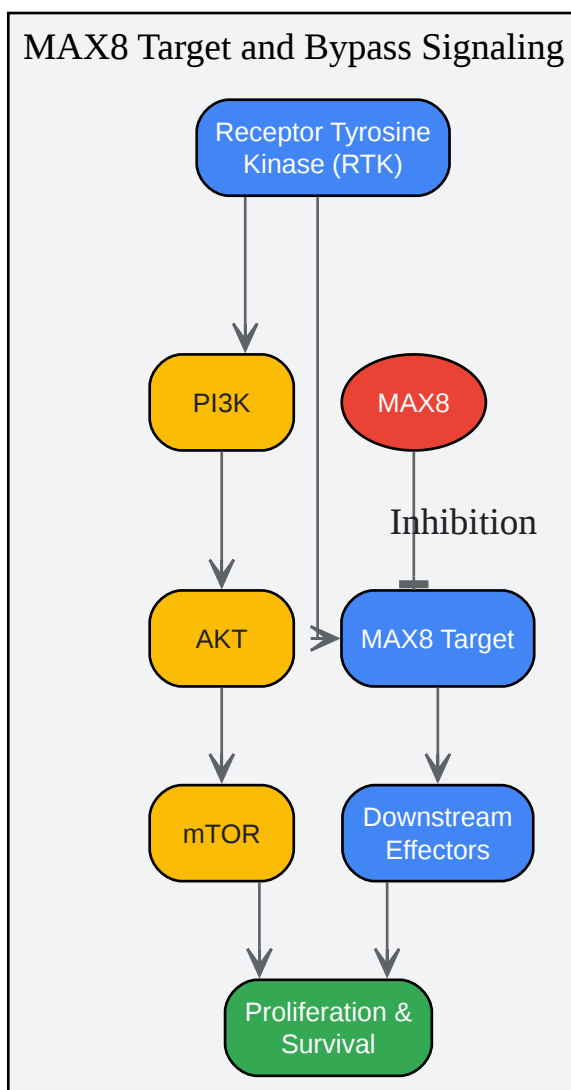 MAX8 Target and Bypass Signaling
Receptor Tyrosine
Kinase (RTK)
PI3K
MAX8
Inhibition
AKT
MAX8 Target
mTOR
Downstream
Effectors
Proliferation &
Survival